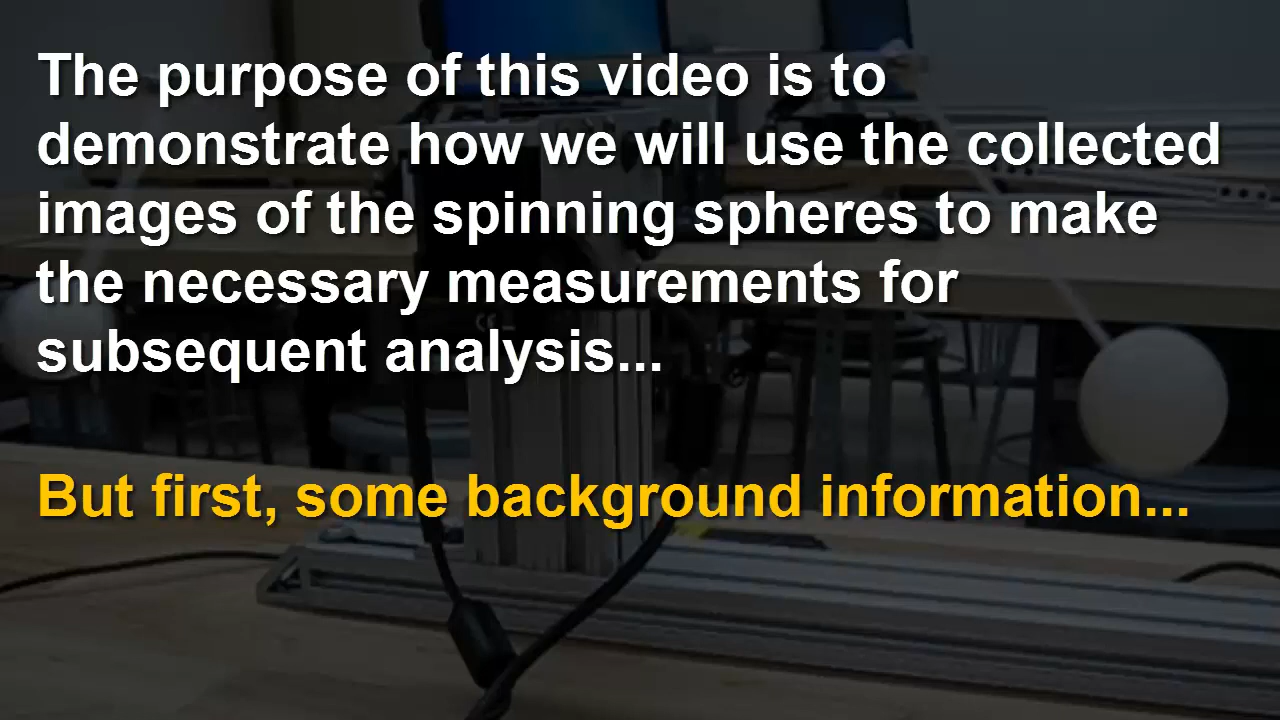 The purpose of this video is to
demonstrate how we will use the collected
images of the spinning spheres to make
the necessary measurements for
subsequent analysis...
But first, some background information...